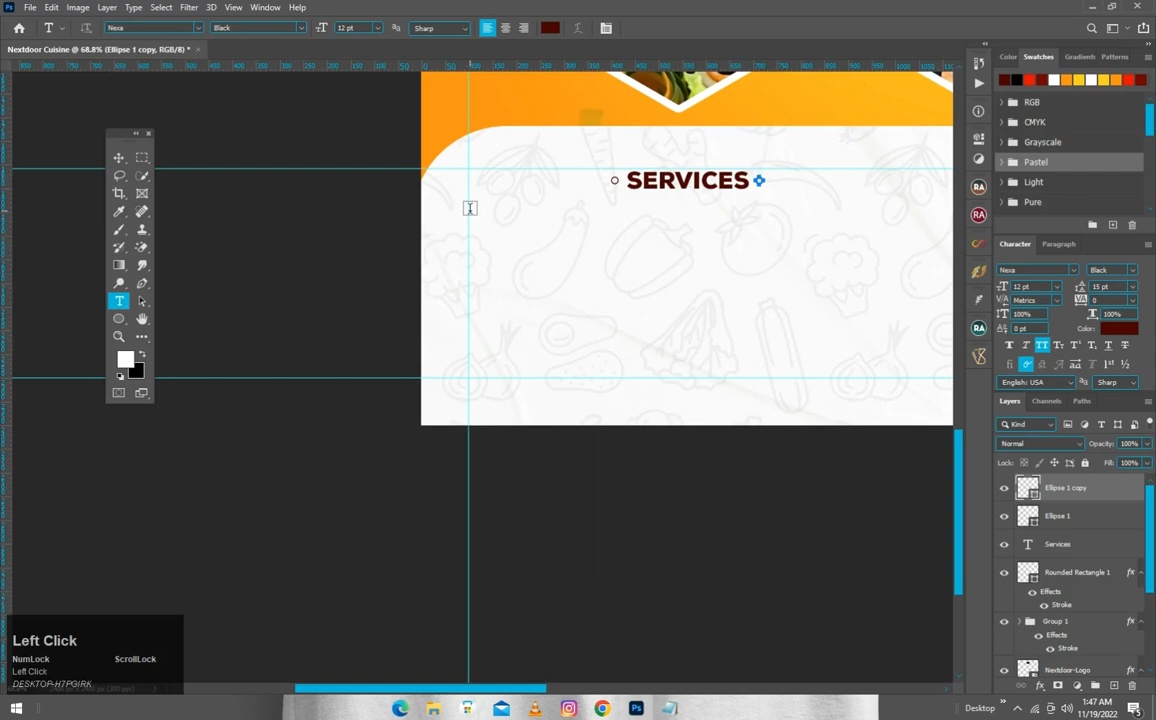 File Edit Image Layer Type Select Filter 3D View Window Help
Nexa Black 12 pt Sharp
Nextdoor Cuisine @ 68.8% (Ellipse 1 copy, RGB/8) *
SERVICES
Color Swatches Gradients Patterns
RGB
CMYK
Grayscale
Pastel
Light
Pure
Character Paragraph
Nexa Black
12 pt 15 pt
Metrics 0
100% 100%
0 pt Color:
English: USA Sharp
Layers Channels Paths
Kind
Normal Opacity: 100%
Lock: Fill: 100%
Ellipse 1 copy
Ellipse 1
Services
Rounded Rectangle 1 fx
Effects
Stroke
Group 1 fx
Effects
Stroke
Nextdoor-Logo
Left Click
NumLock ScrollLock
Left Click
DESKTOP-H7PGIRK
Desktop
1:47 AM
11/19/2022